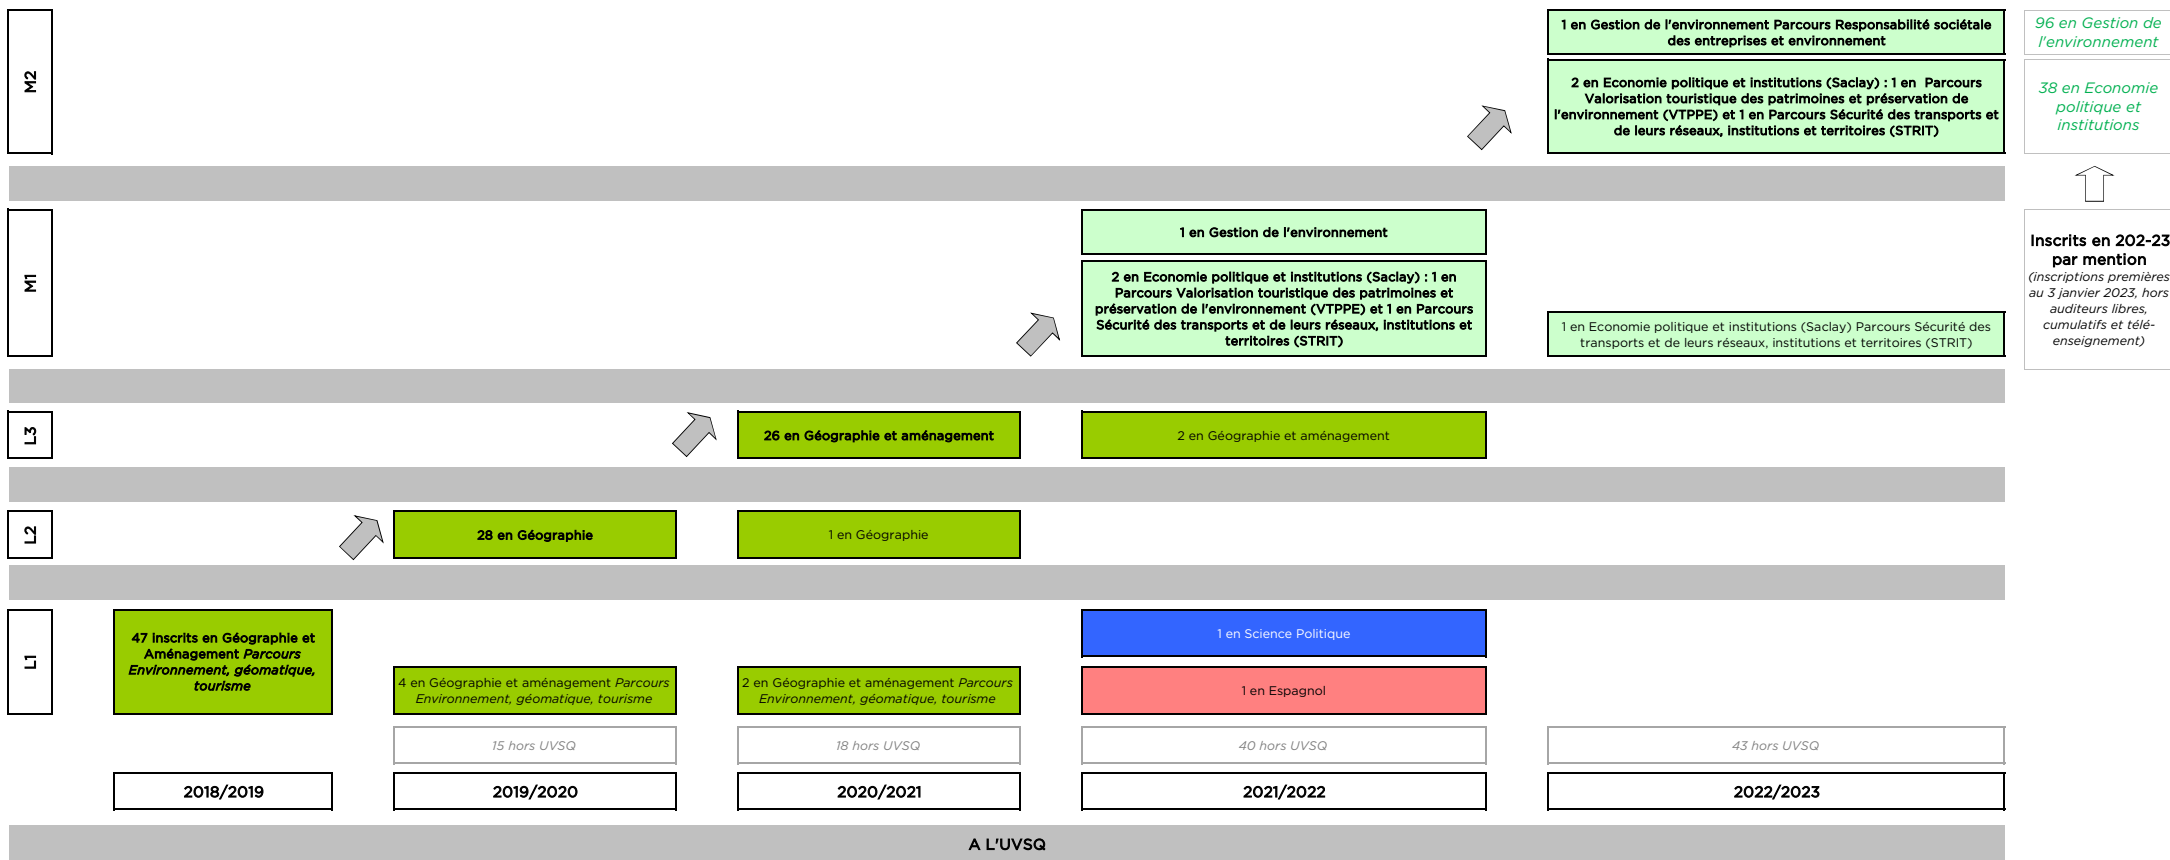 M2
1 en Gestion de l'environnement Parcours Responsabilité sociétale
des entreprises et environnement
2 en Economie politique et institutions (Saclay) : 1 en Parcours
Valorisation touristique des patrimoines et préservation de
l'environnement (VTPPE) et 1 en Parcours Sécurité des transports et
de leurs réseaux, institutions et territoires (STRIT)
96 en Gestion de
l'environnement
38 en Economie
politique et
institutions
M1
1 en Gestion de l'environnement
2 en Economie politique et institutions (Saclay) : 1 en
Parcours Valorisation touristique des patrimoines et
préservation de l'environnement (VTPPE) et 1 en Parcours
Sécurité des transports et de leurs réseaux, institutions et
territoires (STRIT)
1 en Economie politique et institutions (Saclay) Parcours Sécurité des
transports et de leurs réseaux, institutions et territoires (STRIT)
Inscrits en 202-23
par mention
(inscriptions premières
au 3 janvier 2023, hors
auditeurs libres,
cumulatifs et télé-
enseignement)
L3
26 en Géographie et aménagement
2 en Géographie et aménagement
L2
28 en Géographie
1 en Géographie
L1
47 Inscrits en Géographie et
Aménagement Parcours
Environnement, géomatique,
tourisme
4 en Géographie et aménagement Parcours
Environnement, géomatique, tourisme
2 en Géographie et aménagement Parcours
Environnement, géomatique, tourisme
1 en Science Politique
1 en Espagnol
15 hors UVSQ
18 hors UVSQ
40 hors UVSQ
43 hors UVSQ
2018/2019
2019/2020
2020/2021
2021/2022
2022/2023
A L'UVSQ